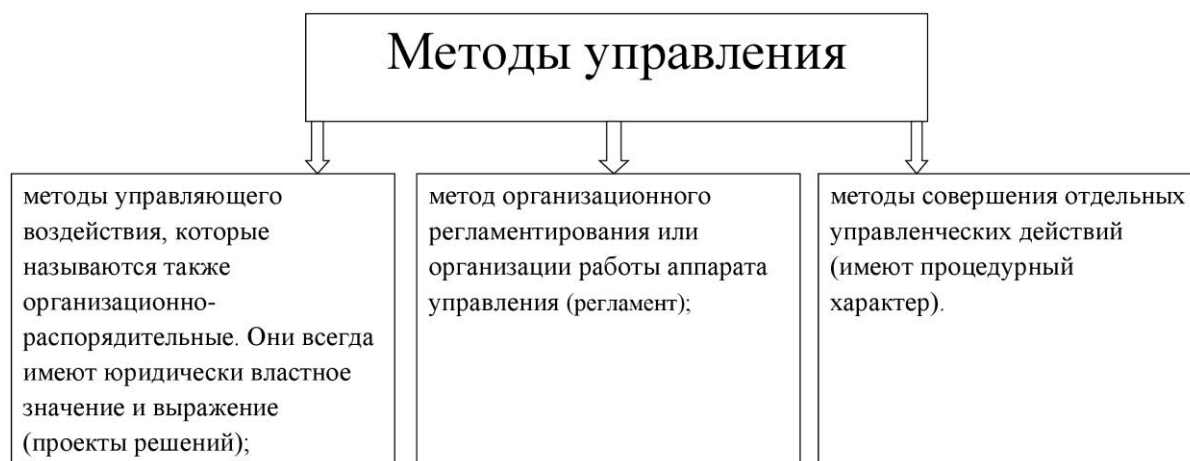 Методы управления
методы управляющего
воздействия, которые
называются также
организационно-
распорядительные. Они всегда
имеют юридически властное
значение и выражение
(проекты решений);
метод организационного
регламентирования или
организации работы аппарата
управления (регламент);
методы совершения отдельных
управленческих действий
(имеют процедурный
характер).